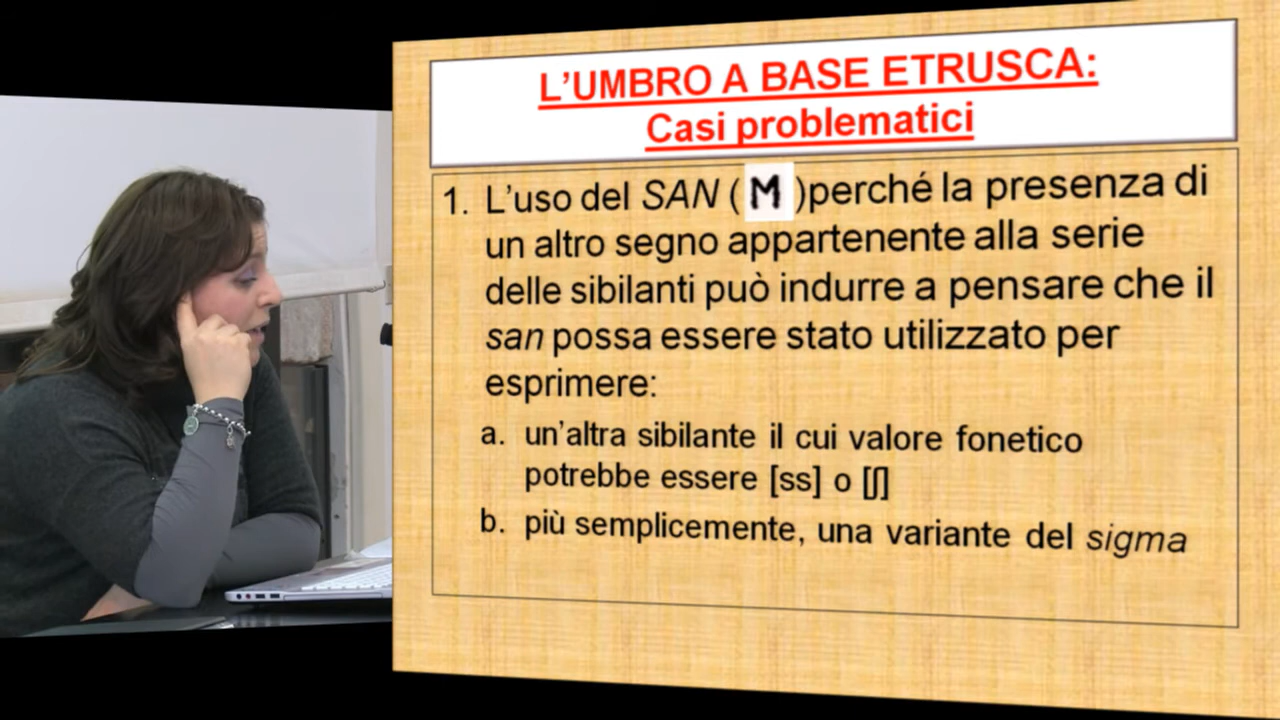 L'UMBRO A BASE ETRUSCA:
Casi problematici
1. L'uso del SAN ( M )perché la presenza di
un altro segno appartenente alla serie
delle sibilanti può indurre a pensare che il
san possa essere stato utilizzato per
esprimere:
a. un'altra sibilante il cui valore fonetico
potrebbe essere [ss] o [ʃ]
b. più semplicemente, una variante del sigma